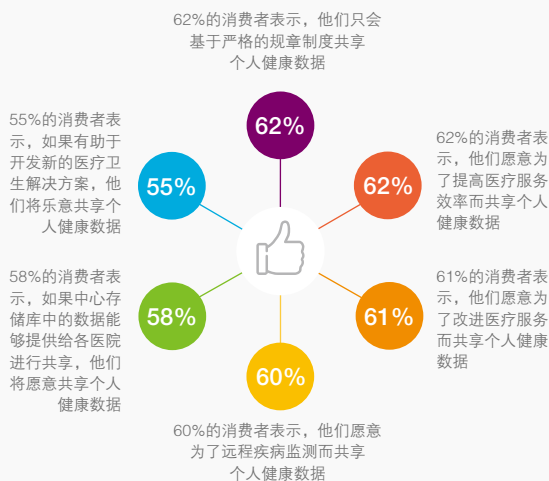 62%的消费者表示，他们只会
基于严格的规章制度共享
个人健康数据
62%
62%
62%的消费者表
示，他们愿意为
了提高医疗服务
效率而共享个人
健康数据
61%
61%的消费者表
示，他们愿意为
了改进医疗服务
而共享个人健康
数据
60%
60%的消费者表示，他们愿意
为了远程疾病监测而共享
个人健康数据
58%
58%的消费者表
示，如果中心存
储库中的数据能
够提供给各医院
进行共享，他们
将愿意共享个人
健康数据
55%
55%的消费者表
示，如果有助于
开发新的医疗卫
生解决方案，他
们将乐意共享个
人健康数据